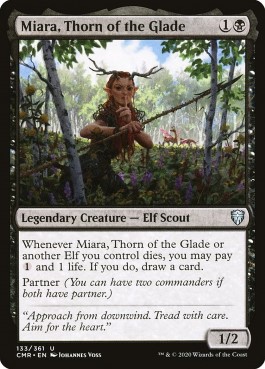 Miara, Thorn of the Glade 1
Legendary Creature — Elf Scout
Whenever Miara, Thorn of the Glade or
another Elf you control dies, you may pay
1 and 1 life. If you do, draw a card.
Partner (You can have two commanders if
both have partner.)
"Approach from downwind. Tread with care.
Aim for the heart."
1/2
133/361 U
CMR • EN Johannes Voss ™ & © 2020 Wizards of the Coast